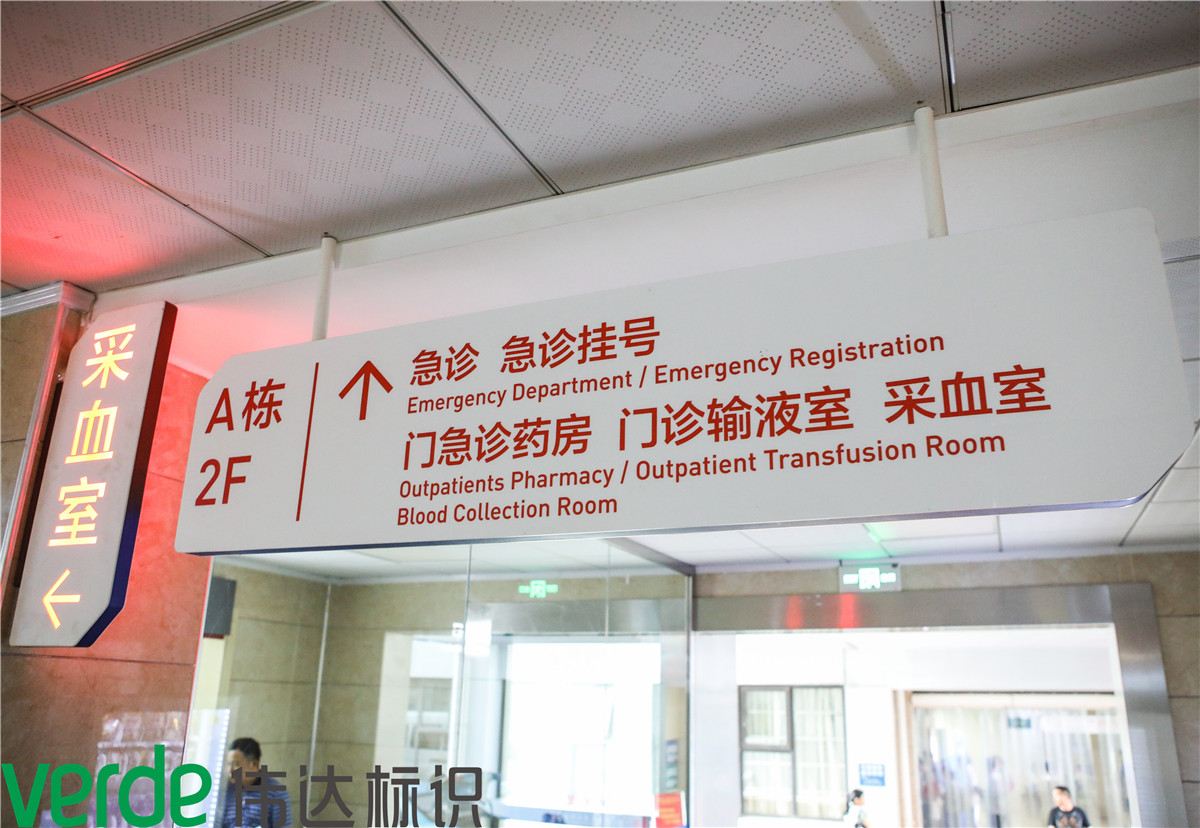 采血室
←
A栋
2F
↑
急诊 急诊挂号
Emergency Department / Emergency Registration
门急诊药房 门诊输液室 采血室
Outpatients Pharmacy / Outpatient Transfusion Room
Blood Collection Room
verde 伟达标识